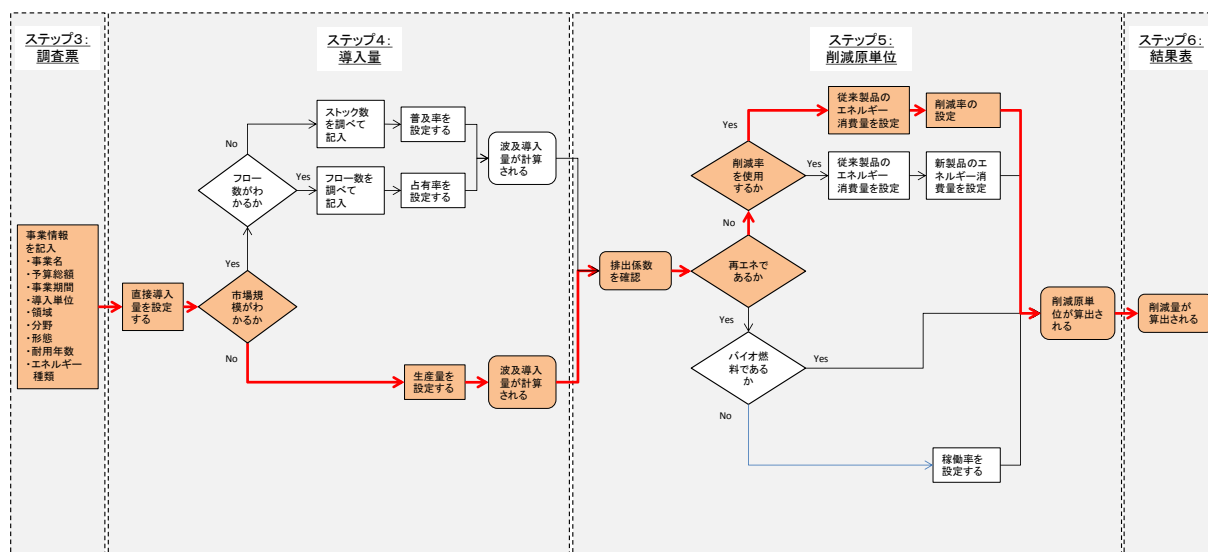 ステップ3：
調査票
事業情報
を記入
・事業名
・予算総額
・事業期間
・導入単位
・領域
・分野
・形態
・耐用年数
・エネルギー
種類
ステップ4：
導入量
直接導入
量を設定
する
市場規
模がわ
かるか
Yes
No
フロー
数がわ
かるか
No
Yes
ストック数
を調べて
記入
普及率を
設定する
フロー数を
調べて
記入
占有率を
設定する
波及導入
量が計算
される
生産量を
設定する
波及導入
量が計算
される
ステップ5：
削減原単位
排出係数
を確認
再エネで
あるか
No
Yes
削減率
を使用
するか
Yes
Yes
従来製品の
エネルギー
消費量を設定
削減率の
設定
従来製品の
エネルギー
消費量を設定
新製品のエ
ネルギー消
費量を設定
バイオ燃
料である
か
Yes
No
稼働率を
設定する
削減原単
位が算出さ
れる
ステップ6：
結果表
削減量が
算出される